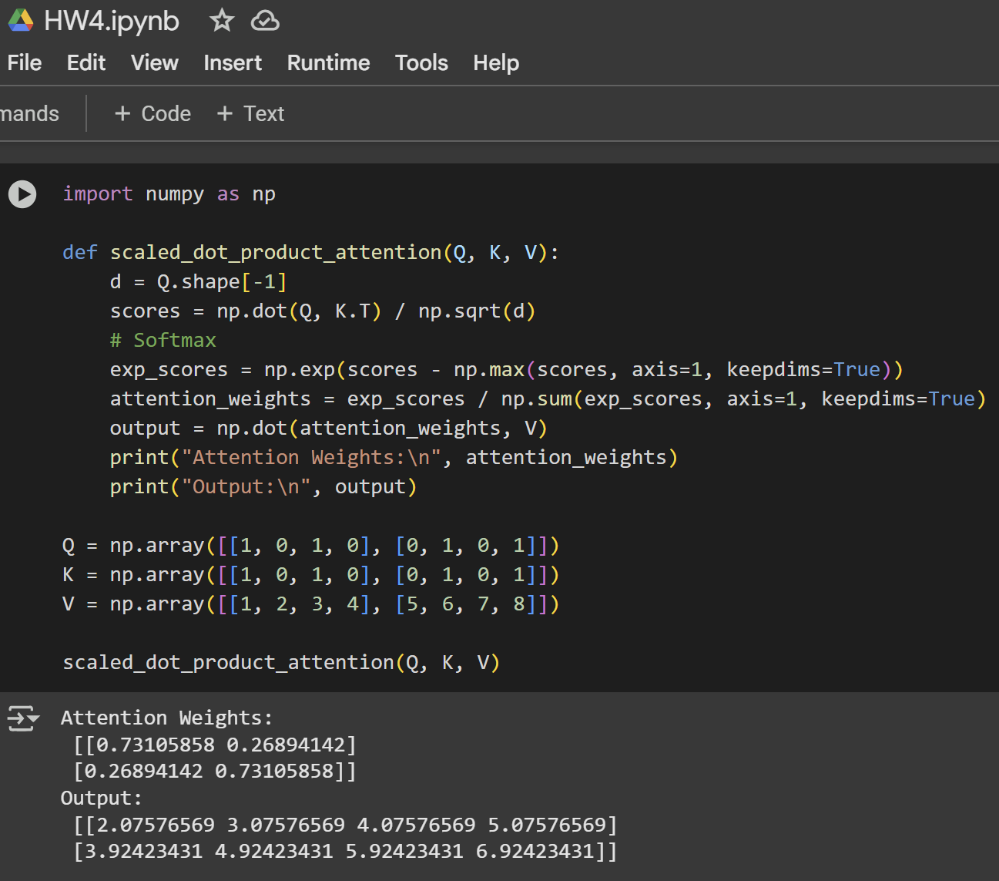 HW4.ipynb
File Edit View Insert Runtime Tools Help
mands + Code + Text
import numpy as np
def scaled_dot_product_attention(Q, K, V):
    d = Q.shape[-1]
    scores = np.dot(Q, K.T) / np.sqrt(d)
    # Softmax
    exp_scores = np.exp(scores - np.max(scores, axis=1, keepdims=True))
    attention_weights = exp_scores / np.sum(exp_scores, axis=1, keepdims=True)
    output = np.dot(attention_weights, V)
    print("Attention Weights:\n", attention_weights)
    print("Output:\n", output)
Q = np.array([[1, 0, 1, 0], [0, 1, 0, 1]])
K = np.array([[1, 0, 1, 0], [0, 1, 0, 1]])
V = np.array([[1, 2, 3, 4], [5, 6, 7, 8]])
scaled_dot_product_attention(Q, K, V)
Attention Weights:
 [[0.73105858 0.26894142]
 [0.26894142 0.73105858]]
Output:
 [[2.07576569 3.07576569 4.07576569 5.07576569]
 [3.92423431 4.92423431 5.92423431 6.92423431]]